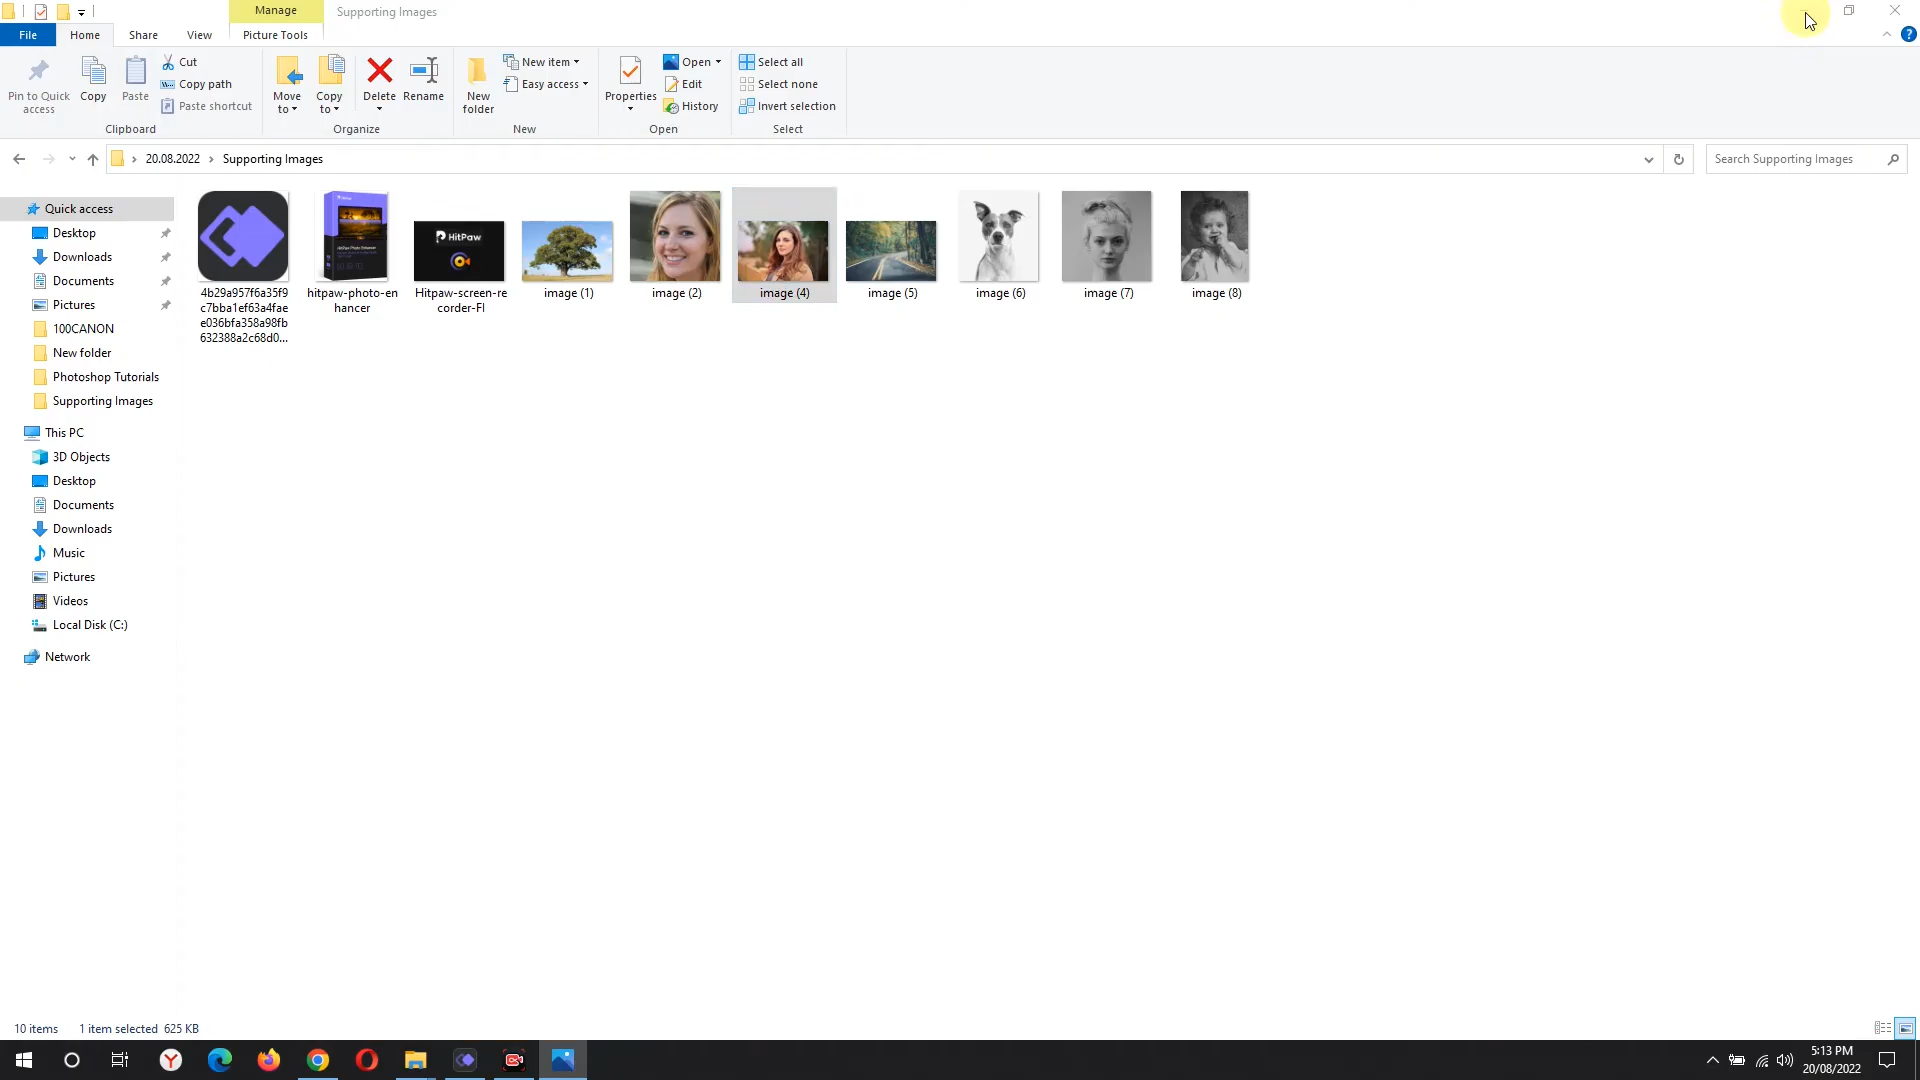 Manage
Supporting Images
File
Home
Share
View
Picture Tools
Pin to Quick
access
Copy
Paste
Cut
Copy path
Paste shortcut
Clipboard
Move
to
Copy
to
Delete
Rename
Organize
New
folder
New item
Easy access
New
Properties
Open
Edit
History
Open
Select all
Select none
Invert selection
Select
20.08.2022
Supporting Images
Search Supporting Images
Quick access
Desktop
Downloads
Documents
Pictures
100CANON
New folder
Photoshop Tutorials
Supporting Images
This PC
3D Objects
Desktop
Documents
Downloads
Music
Pictures
Videos
Local Disk (C:)
Network
4b29a957f6a35f9
c7bba1ef63a4fae
e036bfa358a98fb
632388a2c68d0...
hitpaw-photo-en
hancer
HitPaw
Hitpaw-screen-re
corder-FI
image (1)
image (2)
image (4)
image (5)
image (6)
image (7)
image (8)
10 items
1 item selected 625 KB
5:13 PM
20/08/2022